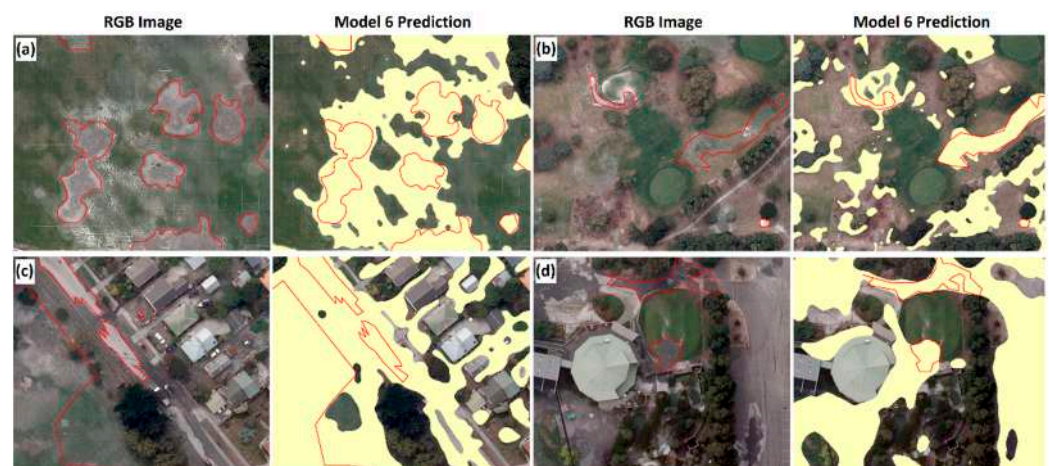 RGB Image Model 6 Prediction RGB Image Model 6 Prediction
(a)
(b)
(c)
(d)